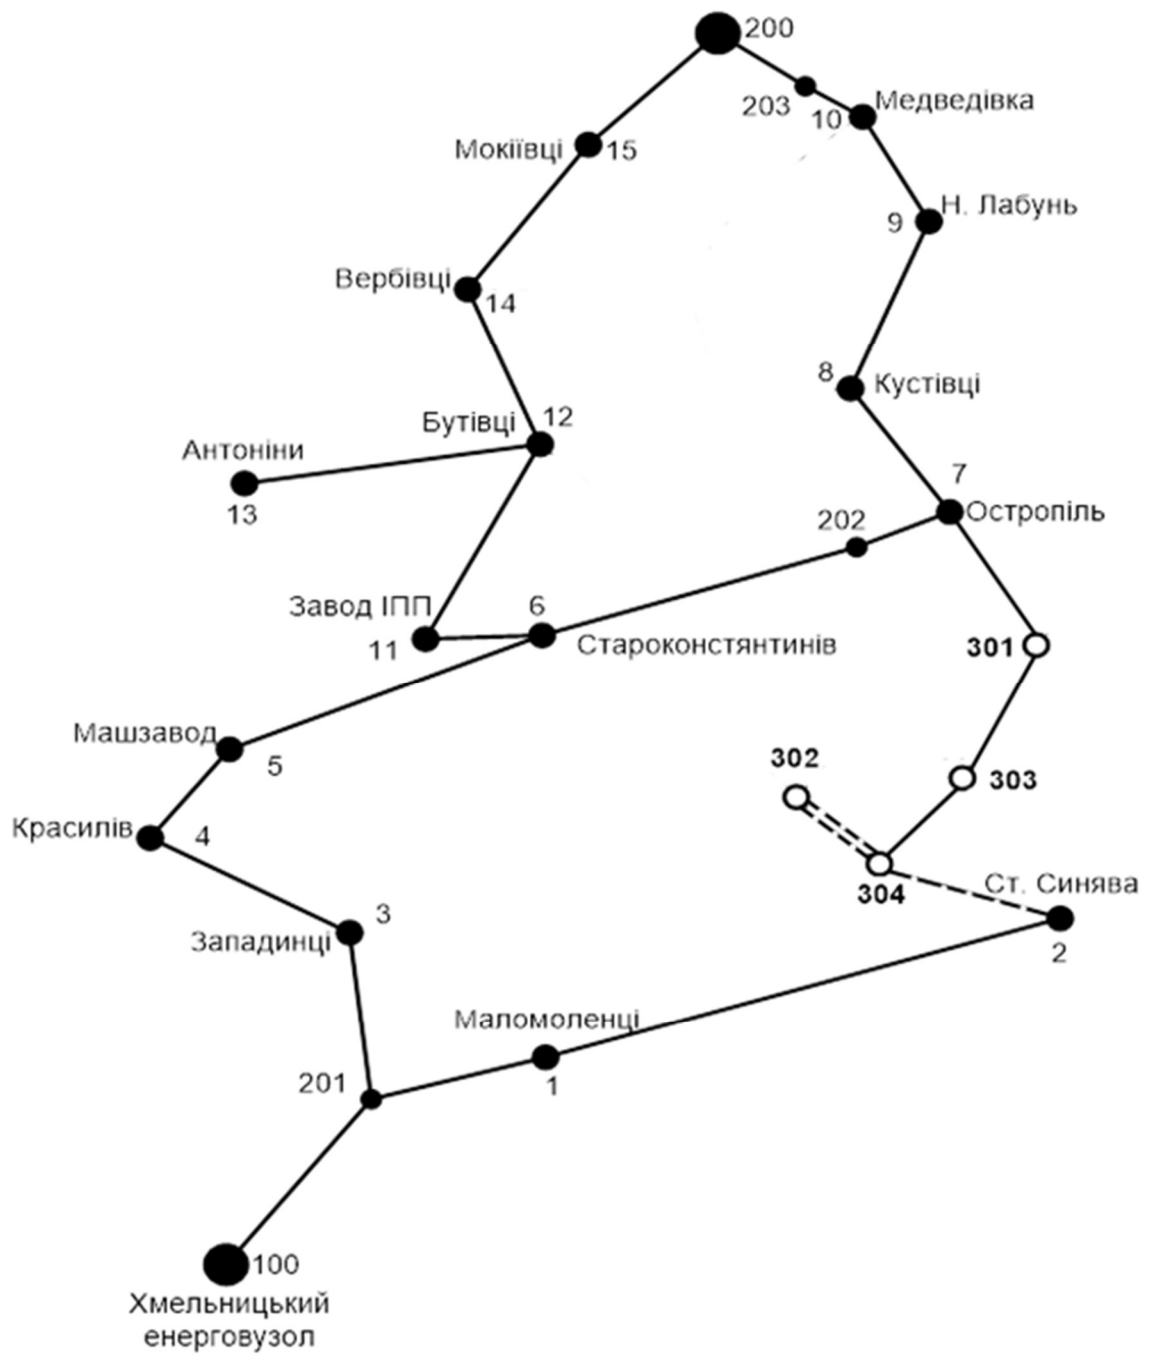 200
203
10
Медведівка
Мокіївці
15
Н. Лабунь
9
Вербівці
14
8
Кустівці
Бутівці
12
Антоніни
13
7
Остропіль
202
Завод ІПП
11
6
Староконстянтинів
301
Машзавод
5
302
303
Красилів
4
304
Ст. Синява
2
3
Западинці
Маломоленці
1
201
100
Хмельницький
енерговузол